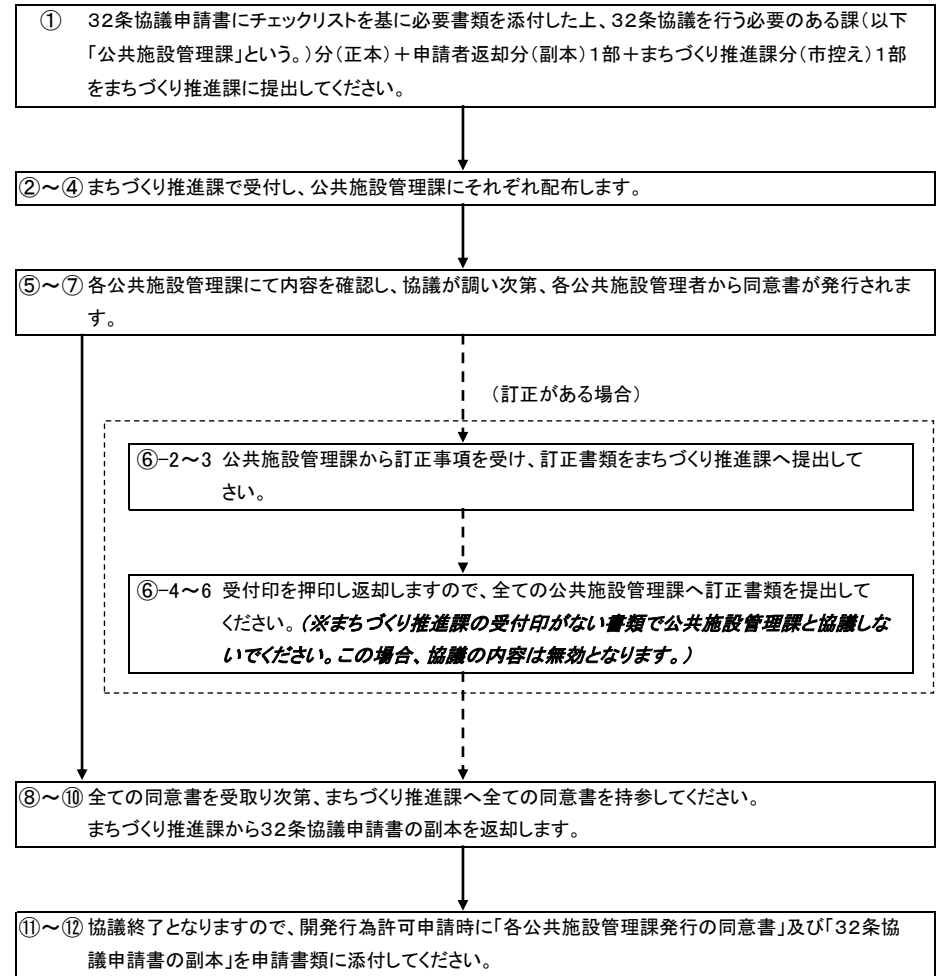 ① 32条協議申請書にチェックリストを基に必要書類を添付した上、32条協議を行う必要のある課(以下
「公共施設管理課」という。)分(正本)+申請者返却分(副本)1部+まちづくり推進課分(市控え)1部
をまちづくり推進課に提出してください。
②～④ まちづくり推進課で受付し、公共施設管理課にそれぞれ配布します。
⑤～⑦ 各公共施設管理課にて内容を確認し、協議が調い次第、各公共施設管理者から同意書が発行されま
す。
(訂正がある場合)
⑥-2～3 公共施設管理課から訂正事項を受け、訂正書類をまちづくり推進課へ提出して
さい。
⑥-4～6 受付印を押印し返却しますので、全ての公共施設管理課へ訂正書類を提出して
ください。(※まちづくり推進課の受付印がない書類で公共施設管理課と協議しな
いでください。この場合、協議の内容は無効となります。)
⑧～⑩ 全ての同意書を受取り次第、まちづくり推進課へ全ての同意書を持参してください。
まちづくり推進課から32条協議申請書の副本を返却します。
⑪～⑫ 協議終了となりますので、開発行為許可申請時に「各公共施設管理課発行の同意書」及び「32条協
議申請書の副本」を申請書類に添付してください。